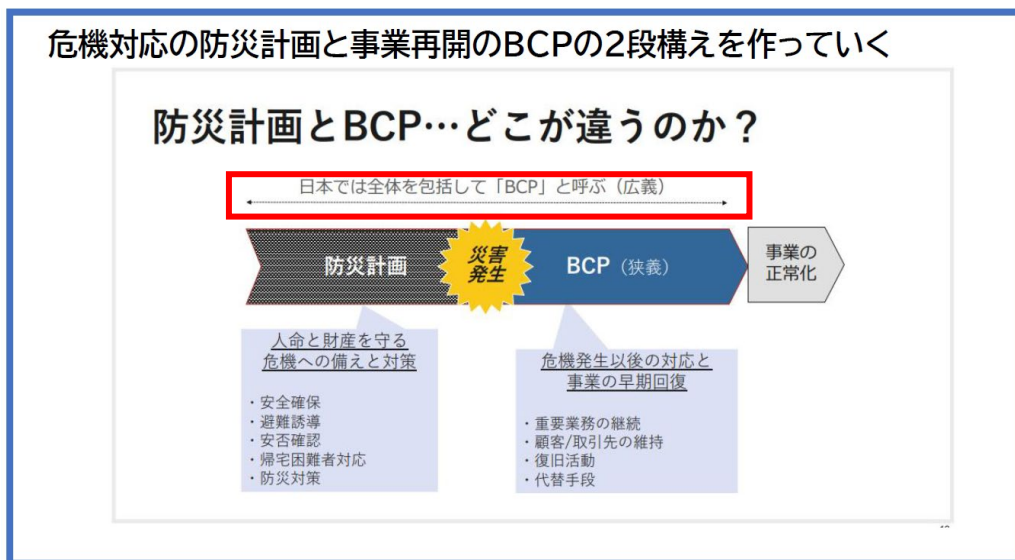 危機対応の防災計画と事業再開のBCPの2段構えを作っていく
防災計画とBCP…どこが違うのか？
日本では全体を包括して「BCP」と呼ぶ（広義）
防災計画
災害
発生
BCP（狭義）
事業の
正常化
人命と財産を守る
危機への備えと対策
・安全確保
・避難誘導
・安否確認
・帰宅困難者対応
・防災対策
危機発生以後の対応と
事業の早期回復
・重要業務の継続
・顧客/取引先の維持
・復旧活動
・代替手段